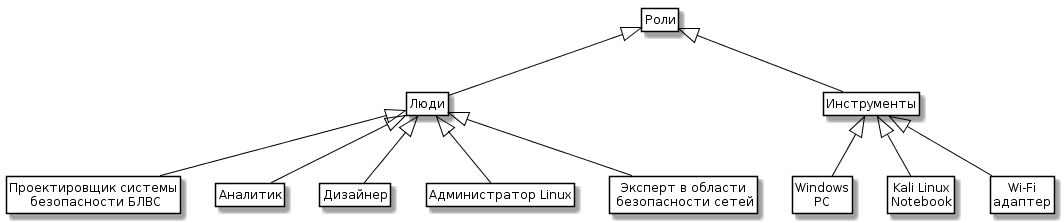 Роли
Люди
Инструменты
Проектировщик системы
безопасности БЛВС
Аналитик
Дизайнер
Администратор Linux
Эксперт в области
безопасности сетей
Windows
PC
Kali Linux
Notebook
Wi-Fi
адаптер